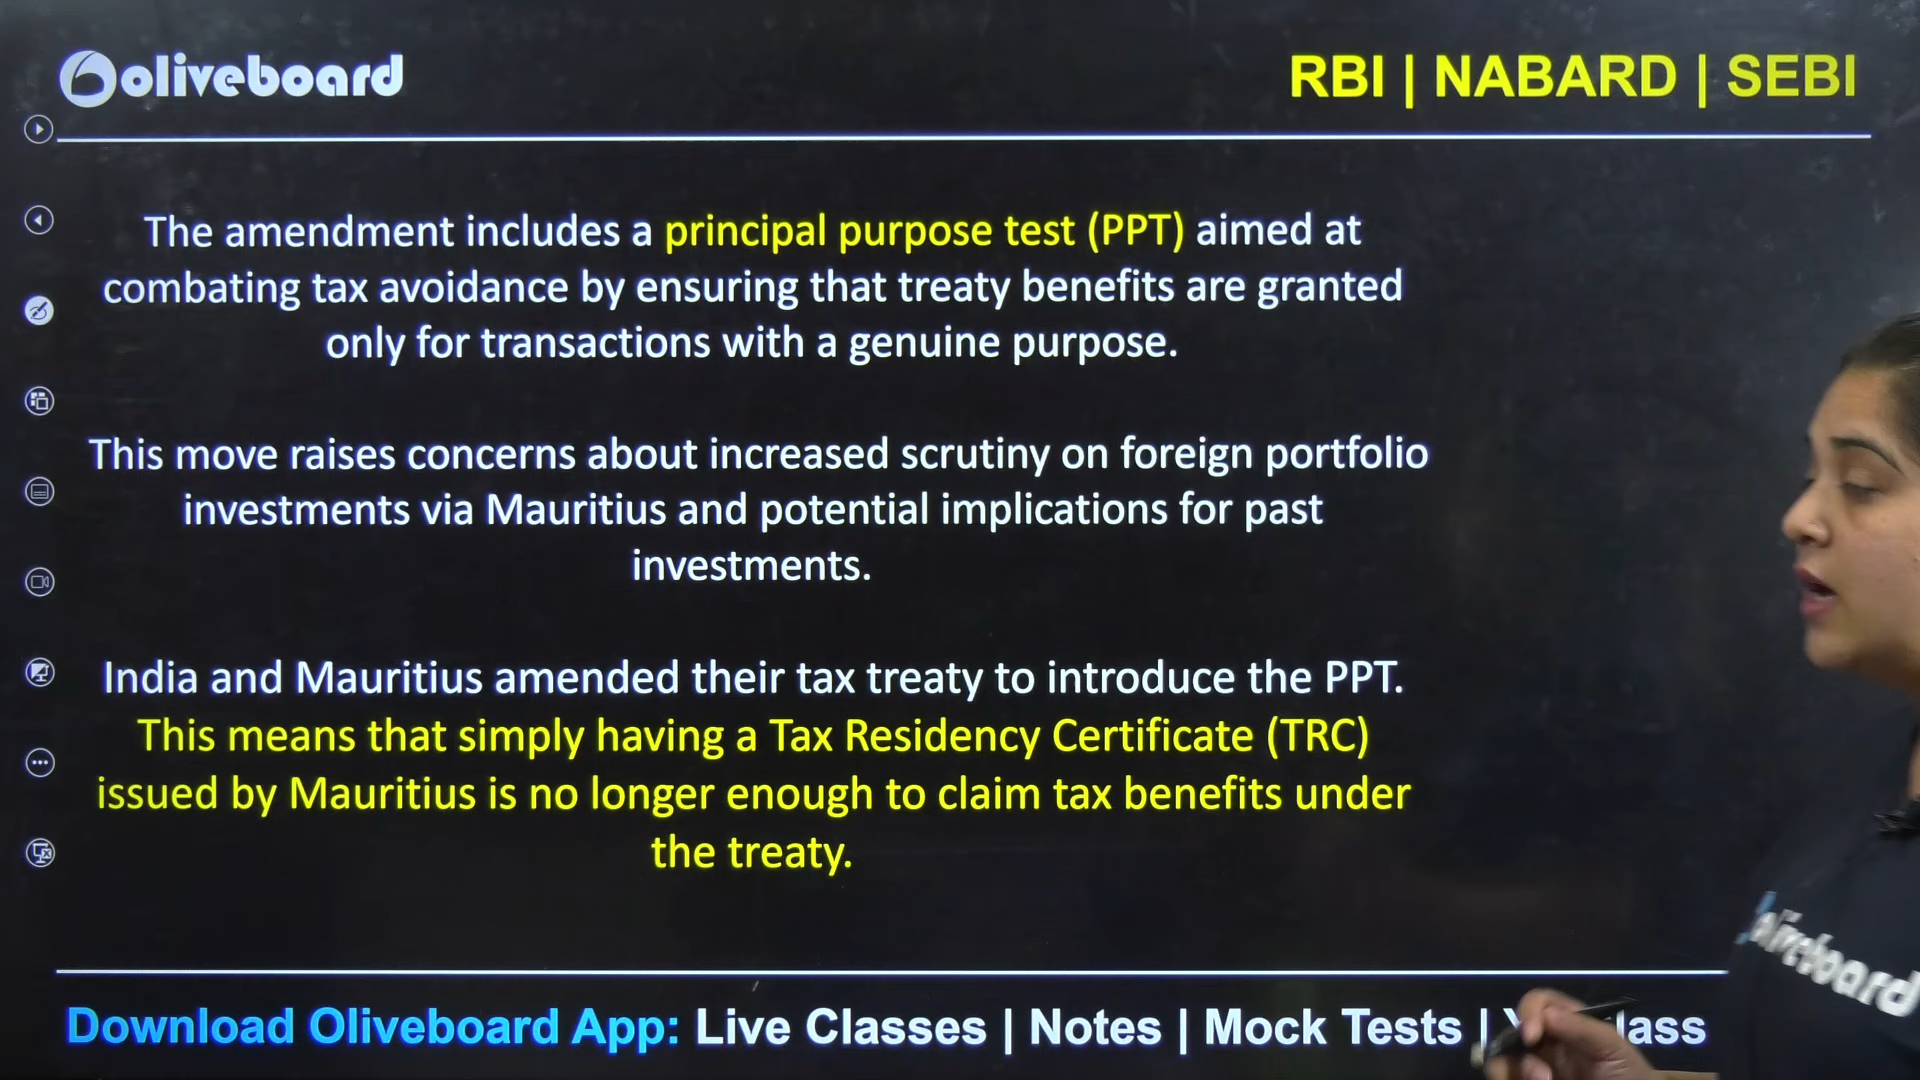 oliveboard
RBI | NABARD | SEBI
The amendment includes a principal purpose test (PPT) aimed at
combating tax avoidance by ensuring that treaty benefits are granted
only for transactions with a genuine purpose.
This move raises concerns about increased scrutiny on foreign portfolio
investments via Mauritius and potential implications for past
investments.
India and Mauritius amended their tax treaty to introduce the PPT.
This means that simply having a Tax Residency Certificate (TRC)
issued by Mauritius is no longer enough to claim tax benefits under
the treaty.
oliveboard
Download Oliveboard App: Live Classes | Notes | Mock Tests |